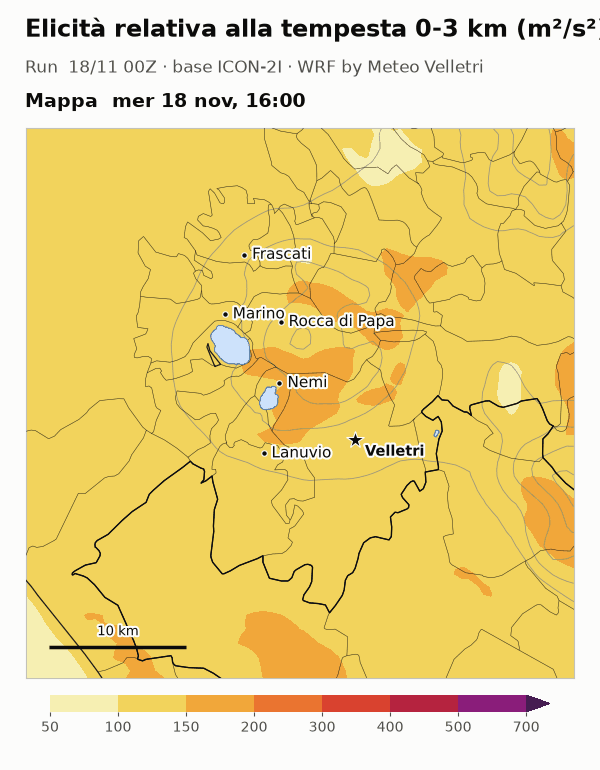 Elicità relativa alla tempesta 0-3 km (m²/s²)
Run 18/11 00Z · base ICON-2I · WRF by Meteo Velletri
Mappa mer 18 nov, 16:00
Frascati
Marino
Rocca di Papa
Nemi
Velletri
Lanuvio
10 km
50 100 150 200 300 400 500 700